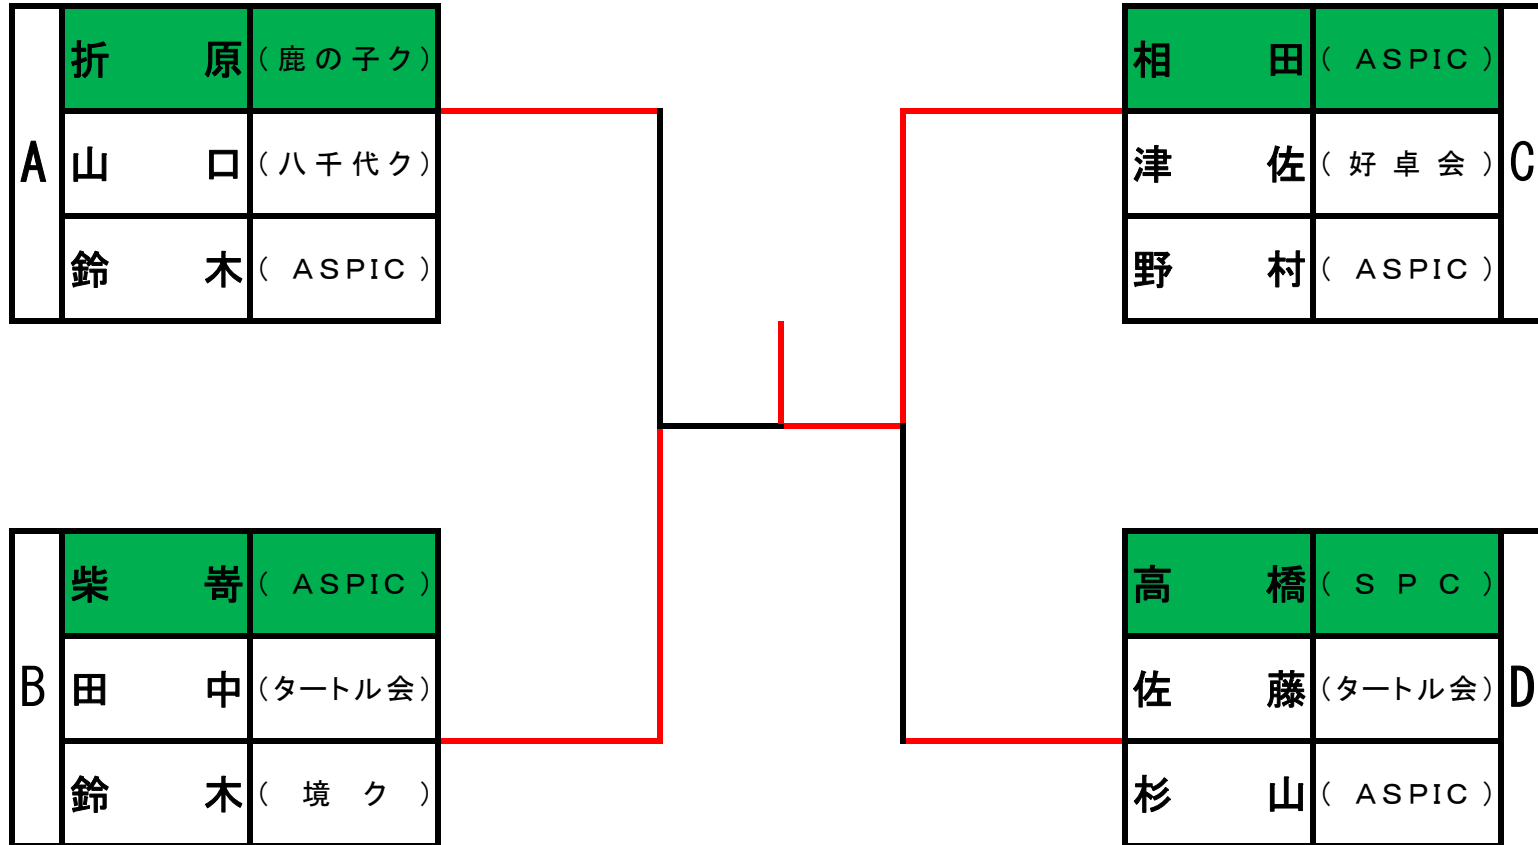 A
折原(鹿の子ク)
山口(八千代ク)
鈴木(ASPIC)
C
相田(ASPIC)
津佐(好卓会)
野村(ASPIC)
B
柴嵜(ASPIC)
田中(タートル会)
鈴木(境ク)
D
高橋(SPC)
佐藤(タートル会)
杉山(ASPIC)